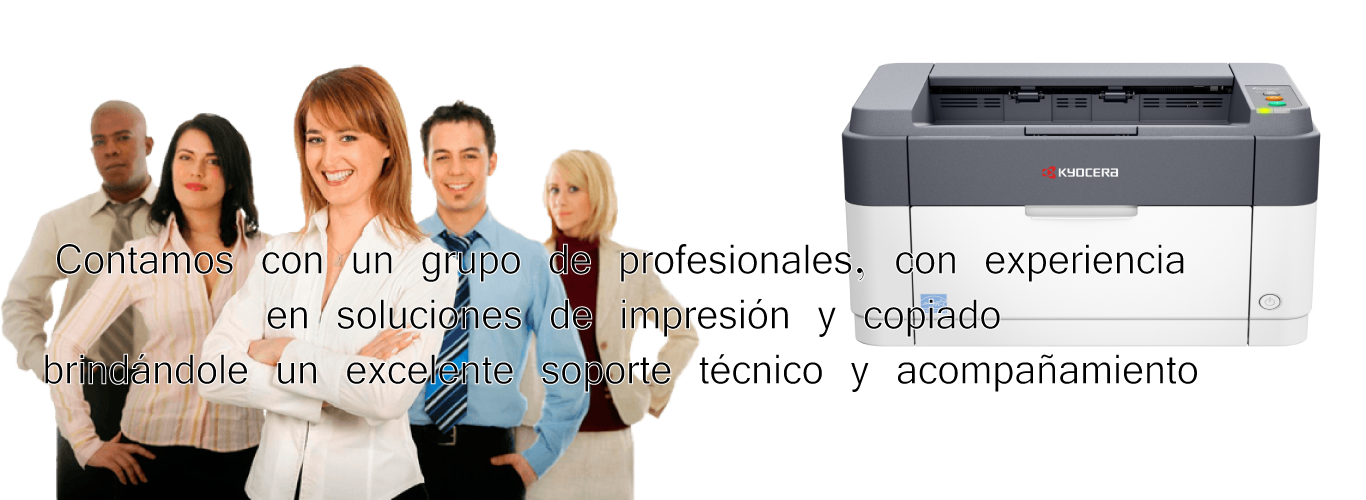 KYOCERA
Contamos con un grupo de profesionales, con experiencia
en soluciones de impresión y copiado
brindándole un excelente soporte técnico y acompañamiento